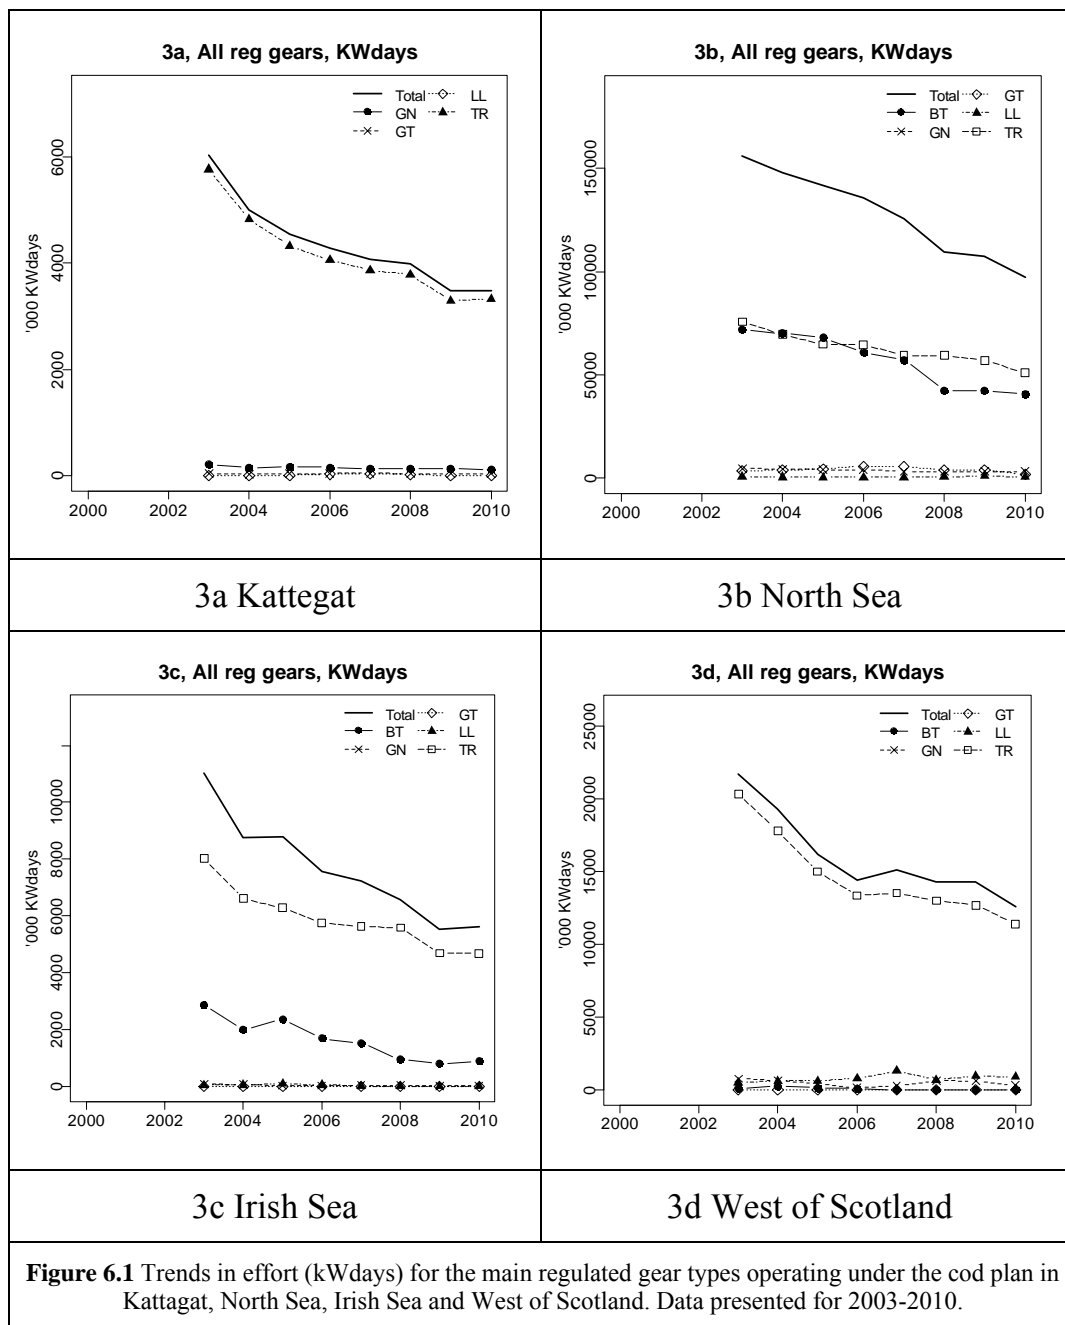 3a, All reg gears, KWdays
Total LL
GN TR
GT
'000 KWdays
6000
4000
2000
0
2000 2002 2004 2006 2008 2010
3b, All reg gears, KWdays
Total GT
BT LL
GN TR
'000 KWdays
150000
100000
50000
0
2000 2002 2004 2006 2008 2010
3a Kattegat
3b North Sea
3c, All reg gears, KWdays
Total GT
BT LL
GN TR
'000 KWdays
10000
8000
6000
4000
2000
0
2000 2002 2004 2006 2008 2010
3d, All reg gears, KWdays
Total GT
BT LL
GN TR
'000 KWdays
25000
20000
15000
10000
5000
0
2000 2002 2004 2006 2008 2010
3c Irish Sea
3d West of Scotland
Figure 6.1 Trends in effort (kWdays) for the main regulated gear types operating under the cod plan in
Kattagat, North Sea, Irish Sea and West of Scotland. Data presented for 2003-2010.